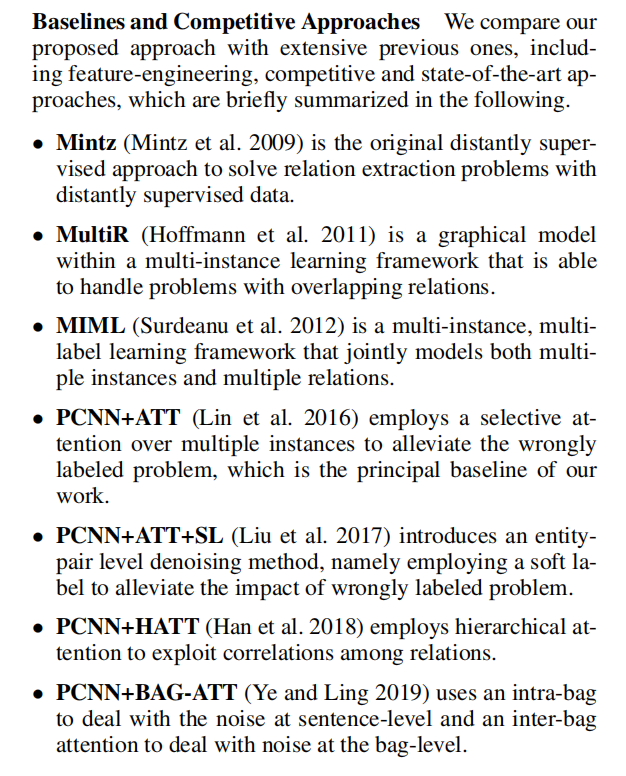 Baselines and Competitive Approaches We compare our
proposed approach with extensive previous ones, includ-
ing feature-engineering, competitive and state-of-the-art ap-
proaches, which are briefly summarized in the following.
• Mintz (Mintz et al. 2009) is the original distantly super-
vised approach to solve relation extraction problems with
distantly supervised data.
• MultiR (Hoffmann et al. 2011) is a graphical model
within a multi-instance learning framework that is able
to handle problems with overlapping relations.
• MIML (Surdeanu et al. 2012) is a multi-instance, multi-
label learning framework that jointly models both multi-
ple instances and multiple relations.
• PCNN+ATT (Lin et al. 2016) employs a selective at-
tention over multiple instances to alleviate the wrongly
labeled problem, which is the principal baseline of our
work.
• PCNN+ATT+SL (Liu et al. 2017) introduces an entity-
pair level denoising method, namely employing a soft la-
bel to alleviate the impact of wrongly labeled problem.
• PCNN+HATT (Han et al. 2018) employs hierarchical at-
tention to exploit correlations among relations.
• PCNN+BAG-ATT (Ye and Ling 2019) uses an intra-bag
to deal with the noise at sentence-level and an inter-bag
attention to deal with noise at the bag-level.